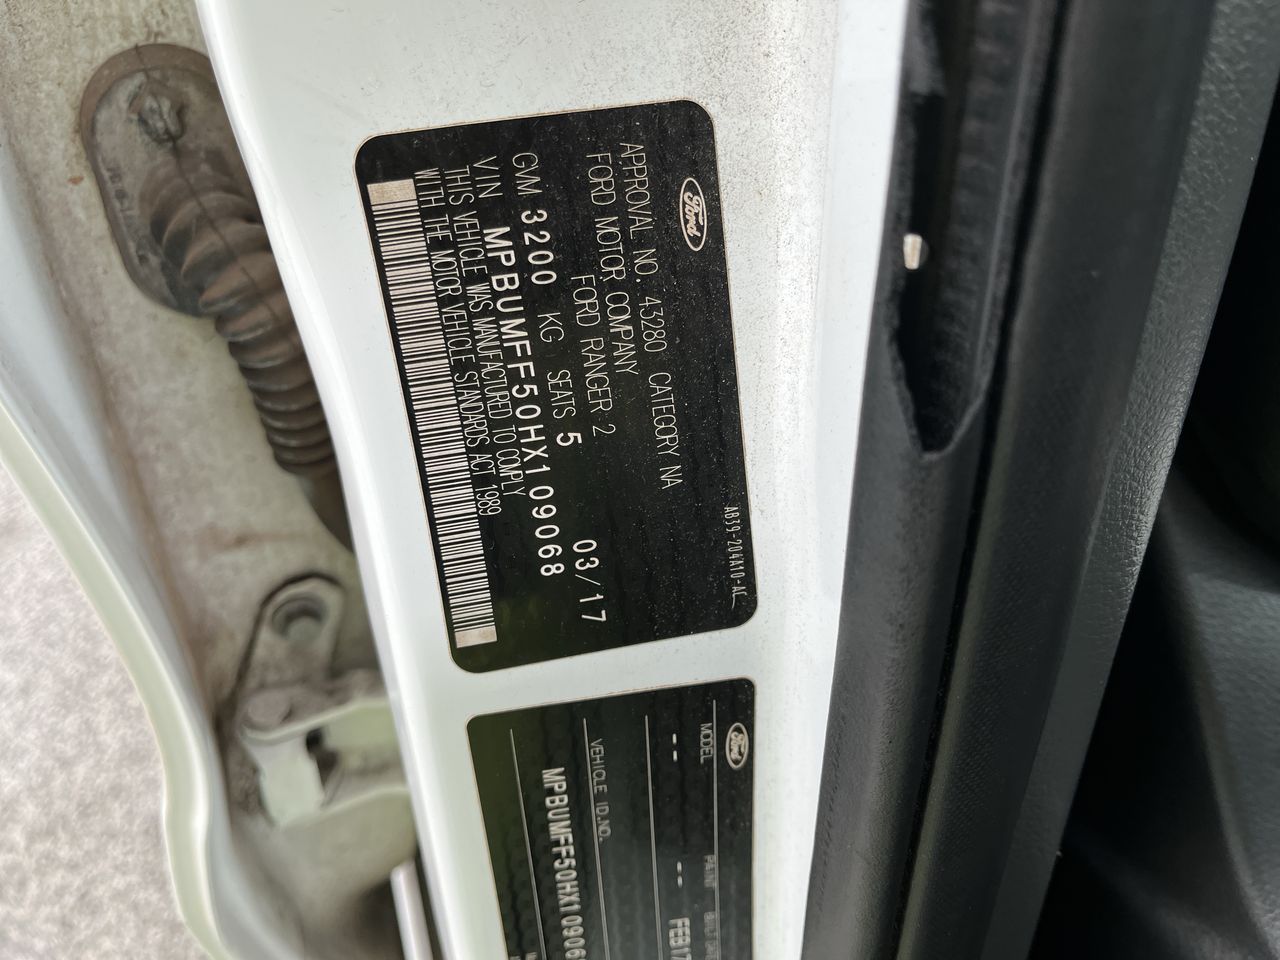 Ford
AB39-204A10-AE
APPROVAL NO. 43280 CATEGORY NA
FORD MOTOR COMPANY
FORD RANGER 2 03/17
GVM 3200 KG SEATS 5
VIN MPBUMFF50HX109068
THIS VEHICLE WAS MANUFACTURED TO COMPLY
WITH THE MOTOR VEHICLE STANDARDS ACT 1989
Ford
MODEL PAINT
-- -- FEB17
VEHICLE ID.NO.
MPBUMFF50HX1090